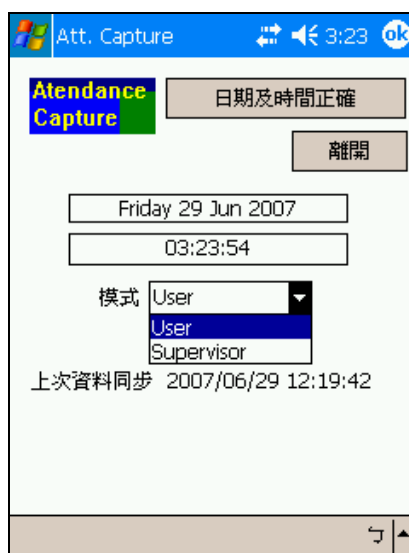 Att. Capture 3:23 ok
Atendance
Capture
日期及時間正確
離開
Friday 29 Jun 2007
03:23:54
模式 User
User
Supervisor
上次資料同步 2007/06/29 12:19:42
ㄅ